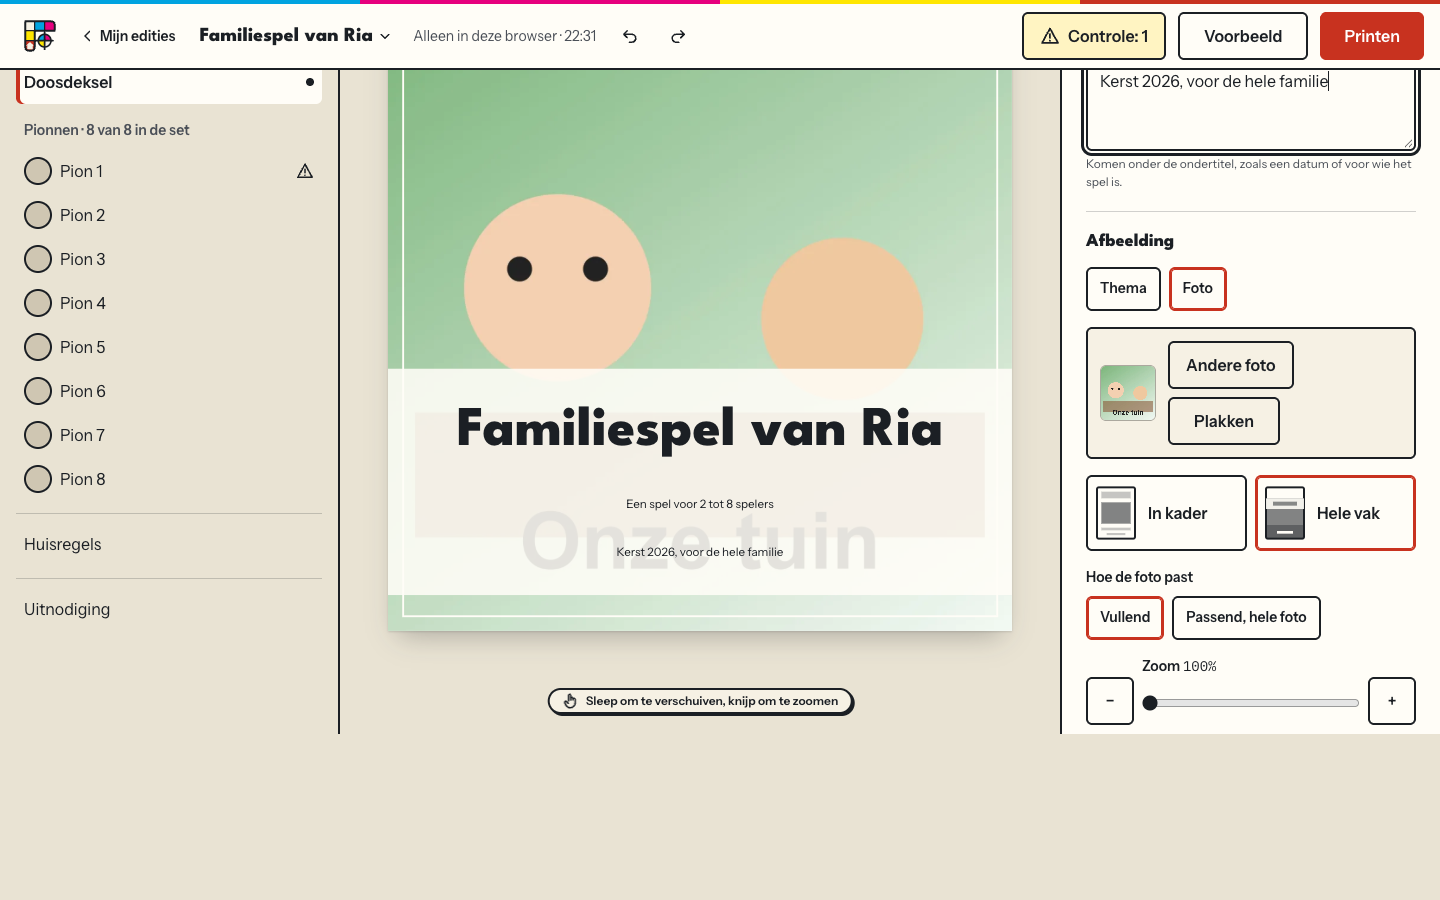 Mijn edities
Familiespel van Ria
Alleen in deze browser · 22:31
Controle: 1
Voorbeeld
Printen
Doosdeksel
Pionnen · 8 van 8 in de set
Pion 1
Pion 2
Pion 3
Pion 4
Pion 5
Pion 6
Pion 7
Pion 8
Huisregels
Uitnodiging
Familiespel van Ria
Een spel voor 2 tot 8 spelers
Onze tuin
Kerst 2026, voor de hele familie
Sleep om te verschuiven, knijp om te zoomen
Kerst 2026, voor de hele familie
Komen onder de ondertitel, zoals een datum of voor wie het
spel is.
Afbeelding
Thema
Foto
Onze tuin
Andere foto
Plakken
In kader
Hele vak
Hoe de foto past
Vullend
Passend, hele foto
Zoom 100%
−
+